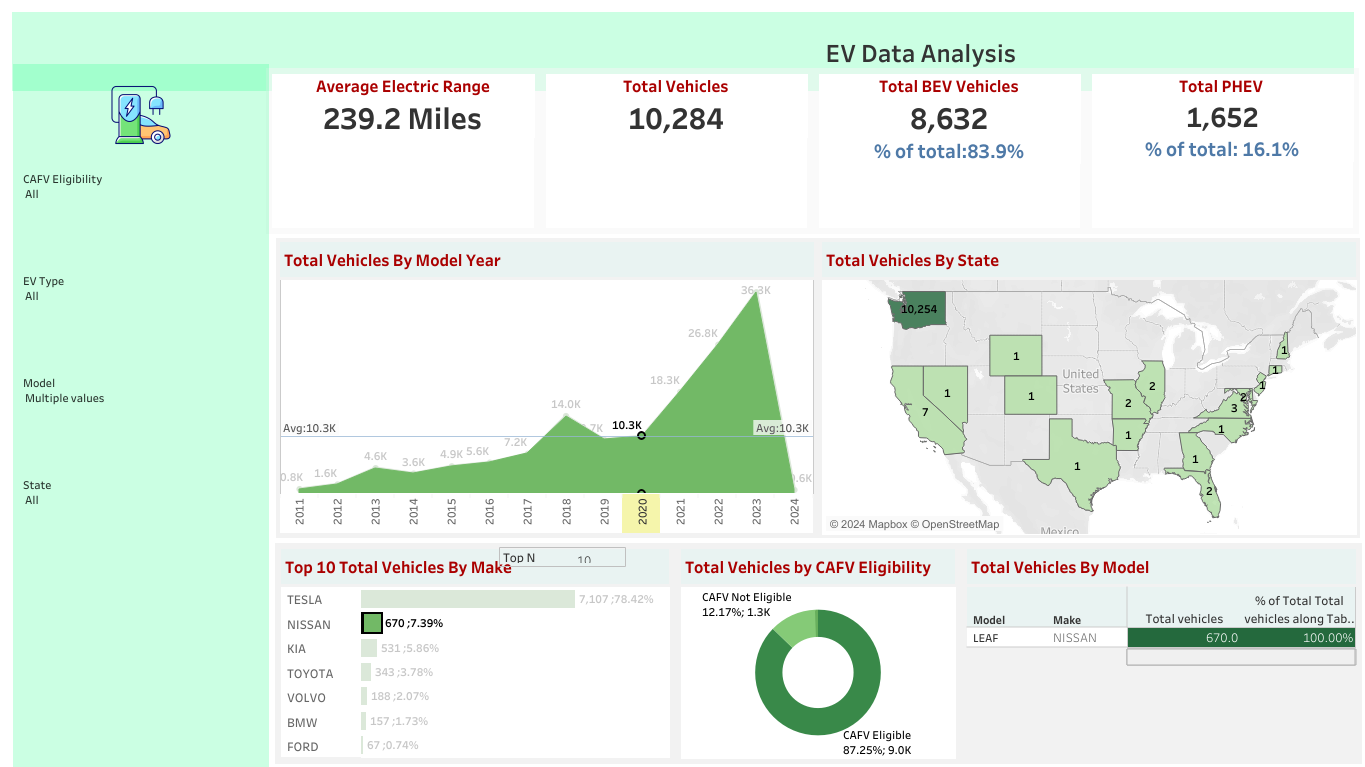 EV Data Analysis
CAFV Eligibility
All
EV Type
All
Model
Multiple values
State
All
Average Electric Range
239.2 Miles
Total Vehicles
10,284
Total BEV Vehicles
8,632
% of total:83.9%
Total PHEV
1,652
% of total: 16.1%
Total Vehicles By Model Year
36.3K
26.8K
18.3K
14.0K
10.3K
7.2K
5.6K
4.9K
3.6K
4.6K
1.6K
0.8K
Avg:10.3K
Avg:10.3K
2011
2012
2013
2014
2015
2016
2017
2018
2019
2020
2021
2022
2023
2024
Total Vehicles By State
10,254
1
1
1
7
1
2
2
1
1
1
2
3
1
1
2
1
1
United
States
Mexico
© 2024 Mapbox © OpenStreetMap
Top 10 Total Vehicles By Make
Top N
10
TESLA
7,107 ;78.42%
NISSAN
670 ;7.39%
KIA
531 ;5.86%
TOYOTA
343 ;3.78%
VOLVO
188 ;2.07%
BMW
157 ;1.73%
FORD
67 ;0.74%
Total Vehicles by CAFV Eligibility
CAFV Not Eligible
12.17%; 1.3K
CAFV Eligible
87.25%; 9.0K
Total Vehicles By Model
Model
Make
Total vehicles
% of Total Total
vehicles along Tab..
LEAF
NISSAN
670.0
100.00%